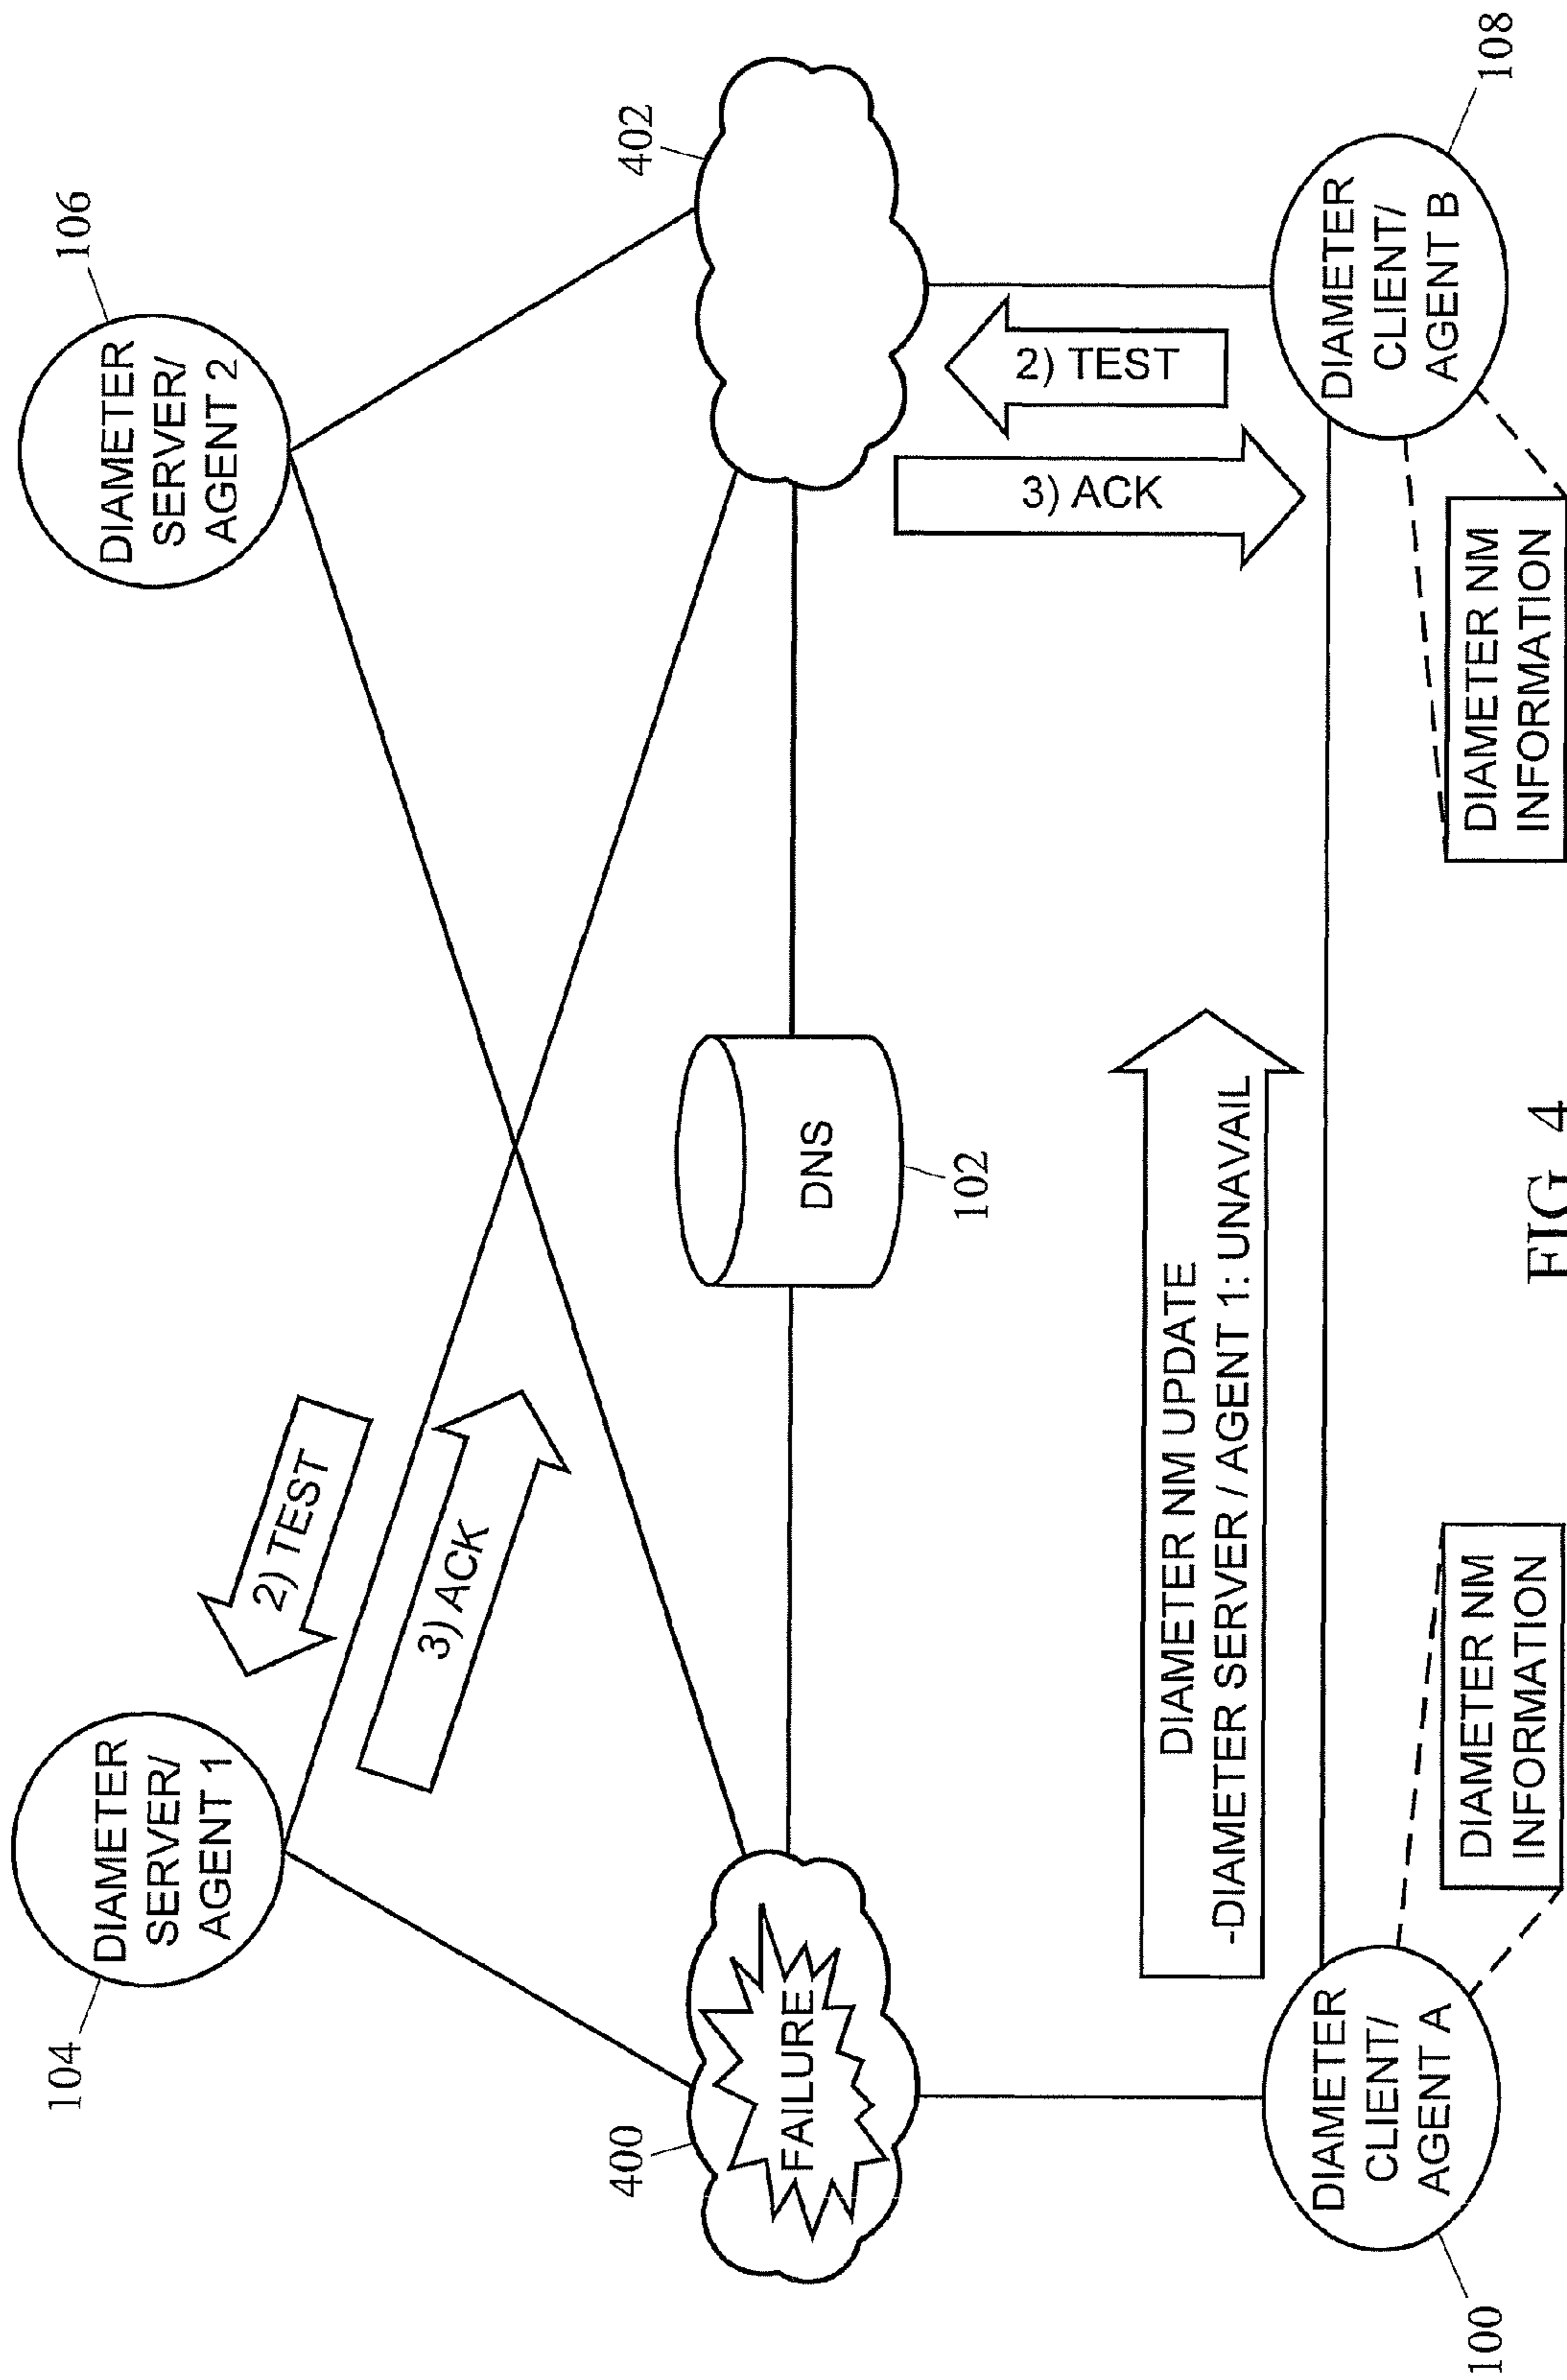 104
DIAMETER
SERVER/
AGENT 1
106
DIAMETER
SERVER/
AGENT 2
2) TEST
3) ACK
400
FAILURE
DNS
102
402
2) TEST
3) ACK
DIAMETER NM UPDATE
-DIAMETER SERVER / AGENT 1: UNAVAIL
100
DIAMETER
CLIENT/
AGENT A
108
DIAMETER
CLIENT/
AGENT B
DIAMETER NM
INFORMATION
DIAMETER NM
INFORMATION
FIG. 4